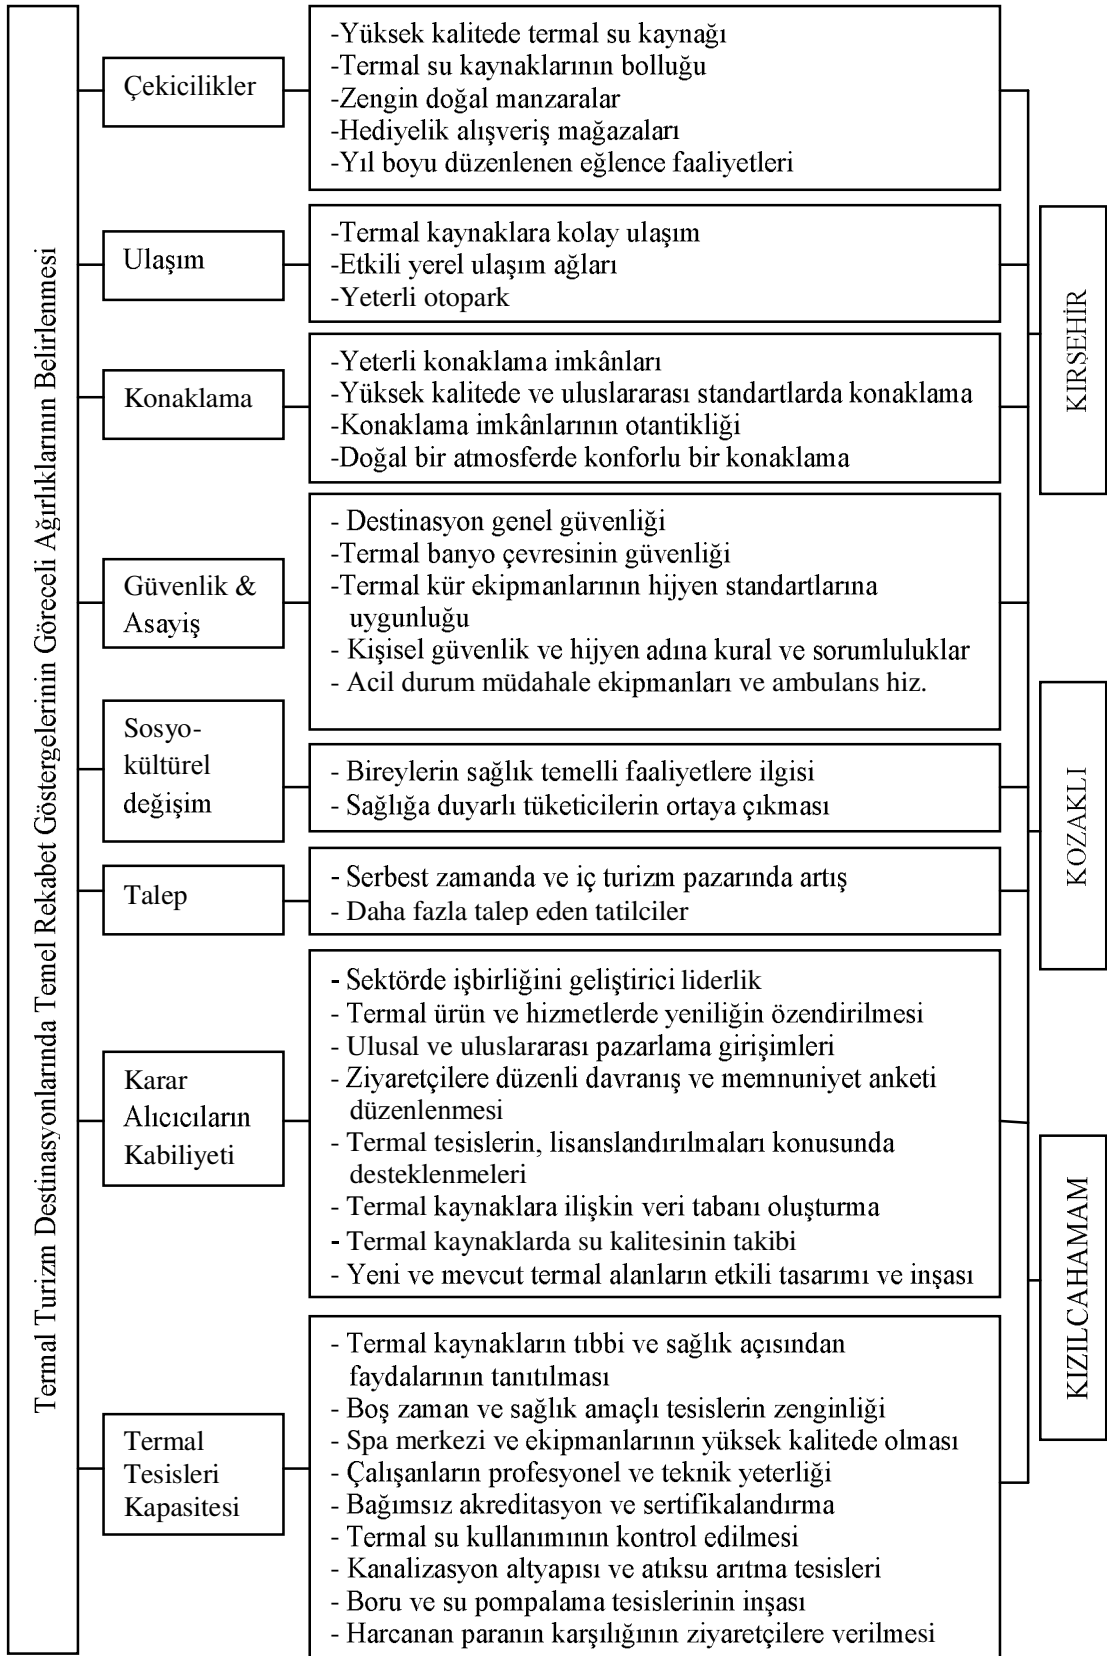 Termal Turizm Destinasyonlarında Temel Rekabet Göstergelerinin Göreceli Ağırlıklarının Belirlenmesi
Çekicilikler
-Yüksek kalitede termal su kaynağı
-Termal su kaynaklarının bolluğu
-Zengin doğal manzaralar
-Hediyelik alışveriş mağazaları
-Yıl boyu düzenlenen eğlence faaliyetleri
Ulaşım
-Termal kaynaklara kolay ulaşım
-Etkili yerel ulaşım ağları
-Yeterli otopark
Konaklama
-Yeterli konaklama imkânları
-Yüksek kalitede ve uluslararası standartlarda konaklama
-Konaklama imkânlarının otantikliği
-Doğal bir atmosferde konforlu bir konaklama
Güvenlik &
Asayiş
- Destinasyon genel güvenliği
-Termal banyo çevresinin güvenliği
-Termal kür ekipmanlarının hijyen standartlarına
uygunluğu
- Kişisel güvenlik ve hijyen adına kural ve sorumluluklar
- Acil durum müdahale ekipmanları ve ambulans hiz.
Sosyo-
kültürel
değişim
- Bireylerin sağlık temelli faaliyetlere ilgisi
- Sağlığa duyarlı tüketicilerin ortaya çıkması
Talep
- Serbest zamanda ve iç turizm pazarında artış
- Daha fazla talep eden tatilciler
Karar
Alıcıcıların
Kabiliyeti
- Sektörde işbirliğini geliştirici liderlik
- Termal ürün ve hizmetlerde yeniliğin özendirilmesi
- Ulusal ve uluslararası pazarlama girişimleri
- Ziyaretçilere düzenli davranış ve memnuniyet anketi
düzenlenmesi
- Termal tesislerin, lisanslandırılmaları konusunda
desteklenmeleri
- Termal kaynaklara ilişkin veri tabanı oluşturma
- Termal kaynaklarda su kalitesinin takibi
- Yeni ve mevcut termal alanların etkili tasarımı ve inşası
Termal
Tesisleri
Kapasitesi
- Termal kaynakların tıbbi ve sağlık açısından
faydalarının tanıtılması
- Boş zaman ve sağlık amaçlı tesislerin zenginliği
- Spa merkezi ve ekipmanlarının yüksek kalitede olması
- Çalışanların profesyonel ve teknik yeterliği
- Bağımsız akreditasyon ve sertifikalandırma
- Termal su kullanımının kontrol edilmesi
- Kanalizasyon altyapısı ve atıksu arıtma tesisleri
- Boru ve su pompalama tesislerinin inşası
- Harcanan paranın karşılığının ziyaretçilere verilmesi
KIRŞEHİR
KOZAKLI
KIZILCAHAMAM